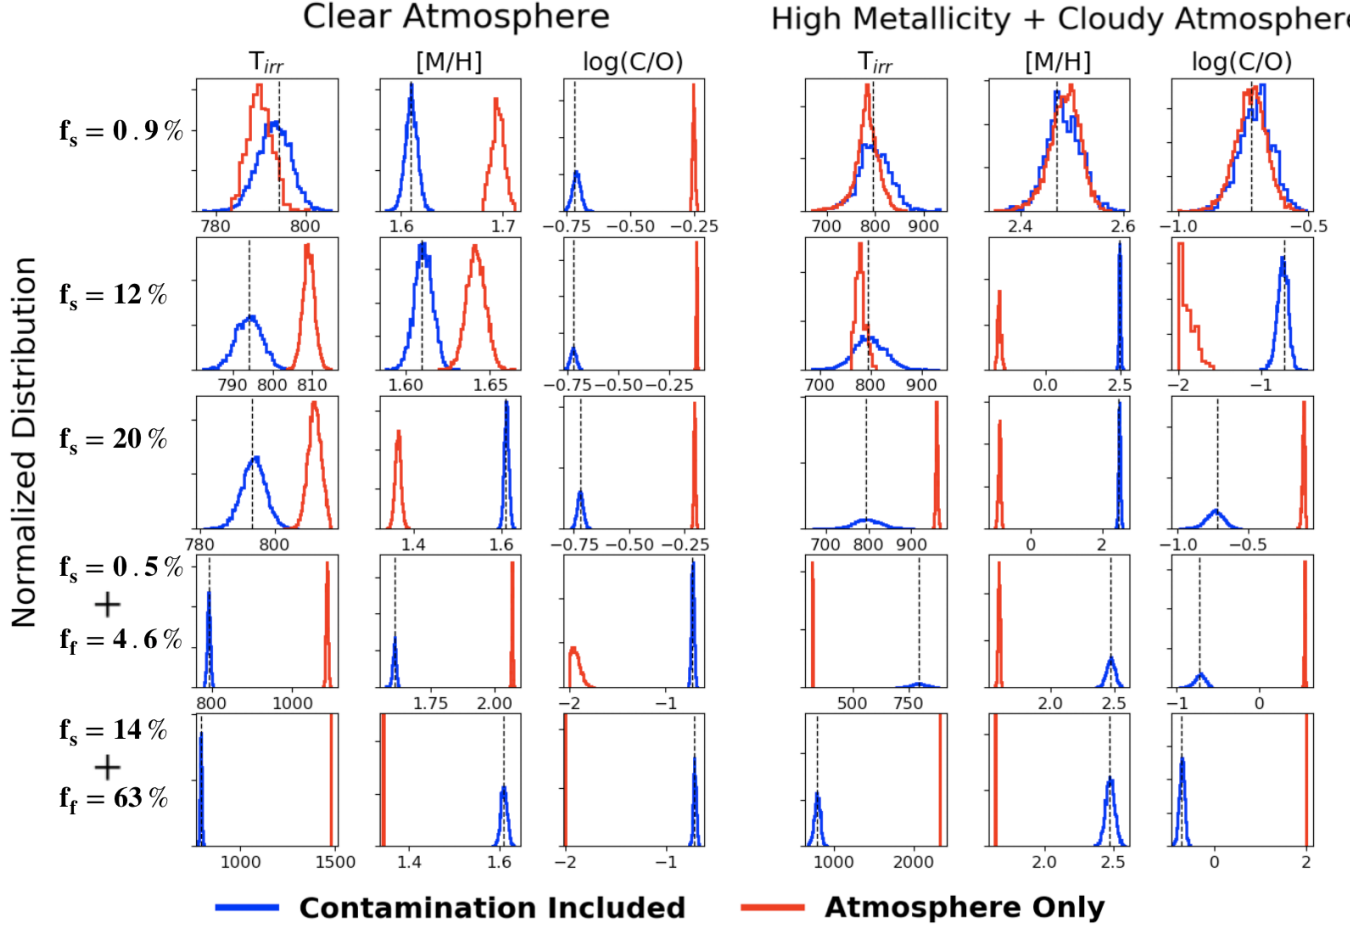 Clear Atmosphere
High Metallicity + Cloudy Atmosphere
T_irr [M/H] log(C/O) T_irr [M/H] log(C/O)
Normalized Distribution
f_s = 0.9%
780 800 1.6 1.7 −0.75 −0.50 −0.25 700 800 900 2.4 2.6 −1.0 −0.5
f_s = 12%
790 800 810 1.60 1.65 −0.75 −0.50 −0.25 700 800 900 0.0 2.5 −2 −1
f_s = 20%
780 800 1.4 1.6 −0.75 −0.50 −0.25 700 800 900 0 2 −1.0 −0.5
f_s = 0.5%
+
f_f = 4.6%
800 1000 1.75 2.00 −2 −1 500 750 2.0 2.5 −1 0
f_s = 14%
+
f_f = 63%
1000 1500 1.4 1.6 −2 −1 1000 2000 2.0 2.5 0 2
Contamination Included Atmosphere Only